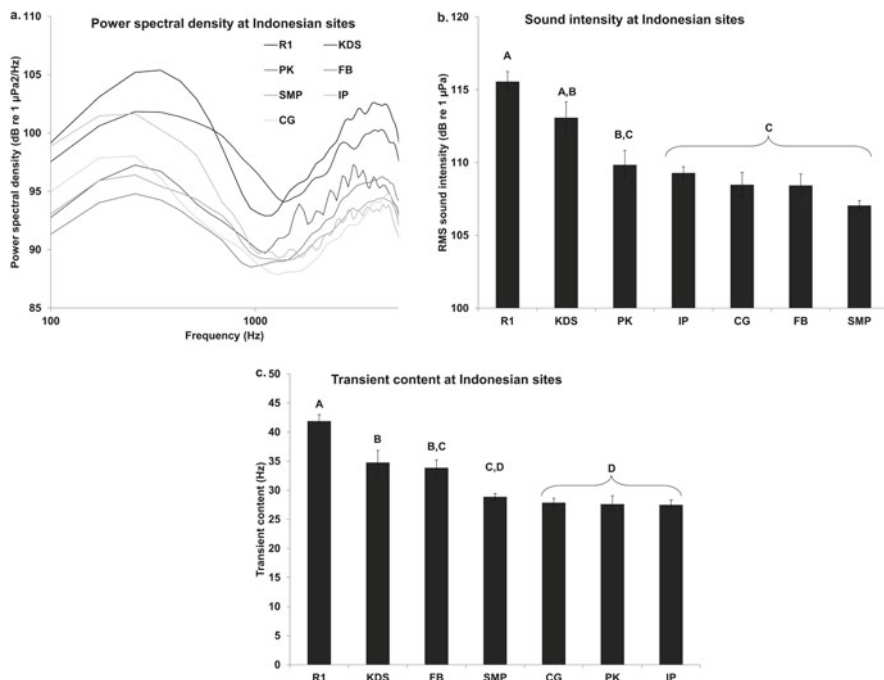 a.
Power spectral density at Indonesian sites
R1 KDS
PK FB
SMP IP
CG
Power spectral density (dB re 1 µPa2/Hz)
110
105
100
95
90
85
100 1000
Frequency (Hz)
b.
Sound intensity at Indonesian sites
RMS sound intensity (dB re 1 µPa)
120
115
110
105
100
A
A,B
B,C
C
R1 KDS PK IP CG FB SMP
c.
Transient content at Indonesian sites
Transient content (Hz)
50
45
40
35
30
25
20
15
10
5
0
A
B
B,C
C,D
D
R1 KDS FB SMP CG PK IP